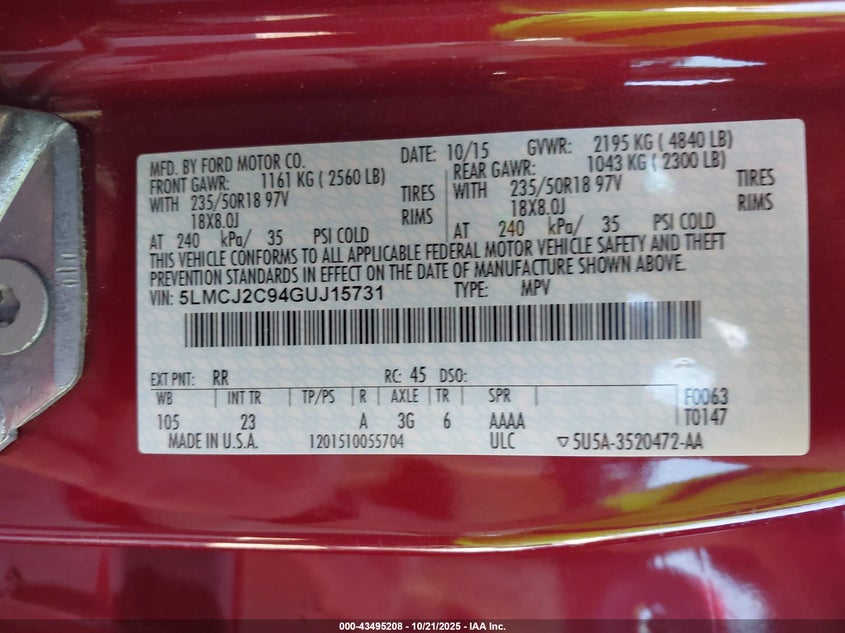 MFD. BY FORD MOTOR CO. DATE: 10/15 GVWR: 2195 KG ( 4840 LB)
FRONT GAWR: 1161 KG ( 2560 LB) REAR GAWR: 1043 KG ( 2300 LB)
WITH 235/50R18 97V TIRES WITH 235/50R18 97V TIRES
18X8.0J RIMS 18X8.0J RIMS
AT 240 kPa/ 35 PSI COLD AT 240 kPa/ 35 PSI COLD
THIS VEHICLE CONFORMS TO ALL APPLICABLE FEDERAL MOTOR VEHICLE SAFETY AND THEFT
PREVENTION STANDARDS IN EFFECT ON THE DATE OF MANUFACTURE SHOWN ABOVE.
VIN: 5LMCJ2C94GUJ15731 TYPE: MPV
EXT PNT: RR RC: 45 DSO:
WB INT TR TP/PS R AXLE TR SPR F0063
105 23 A 3G 6 AAAA T0147
MADE IN U.S.A. 1201510055704 ULC ▽5U5A-3520472-AA
000-43495208 - 10/21/2025 - IAA Inc.